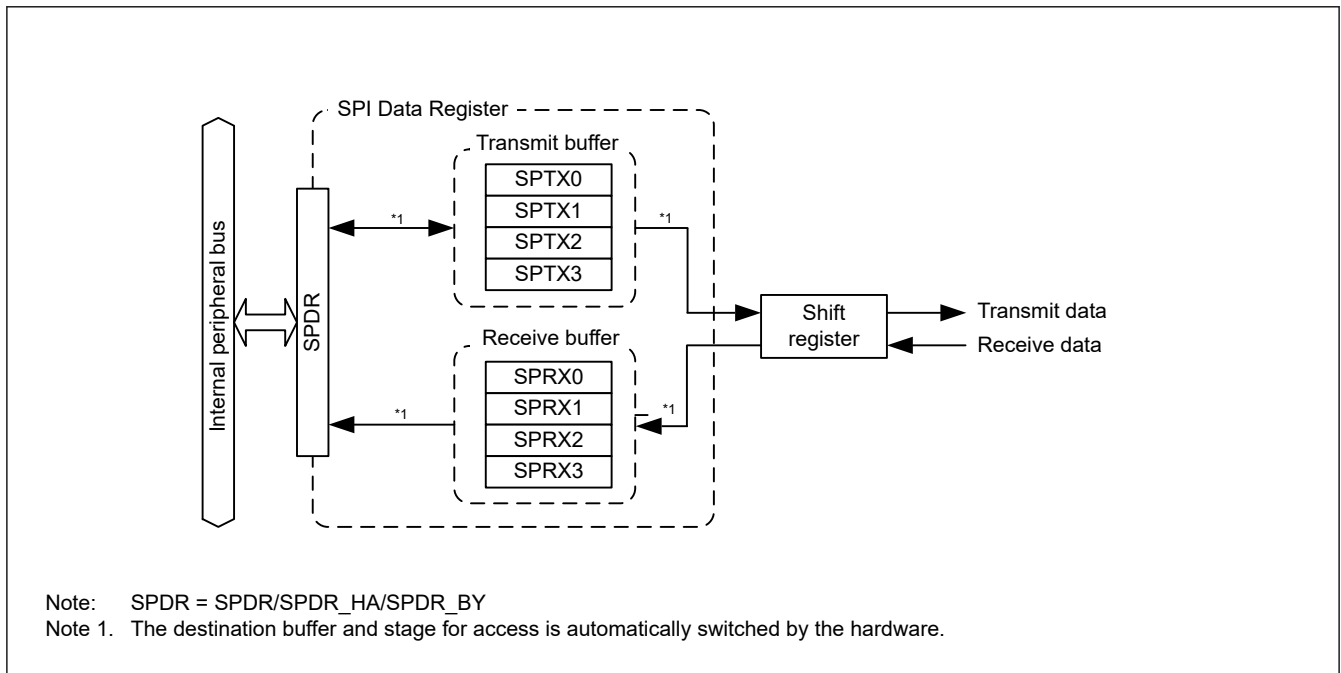 SPI Data Register
Transmit buffer
SPTX0
SPTX1
SPTX2
SPTX3
*1
*1
Internal peripheral bus
SPDR
Shift
register
Transmit data
Receive data
Receive buffer
SPRX0
SPRX1
SPRX2
SPRX3
*1
*1
Note: SPDR = SPDR/SPDR_HA/SPDR_BY
Note 1. The destination buffer and stage for access is automatically switched by the hardware.